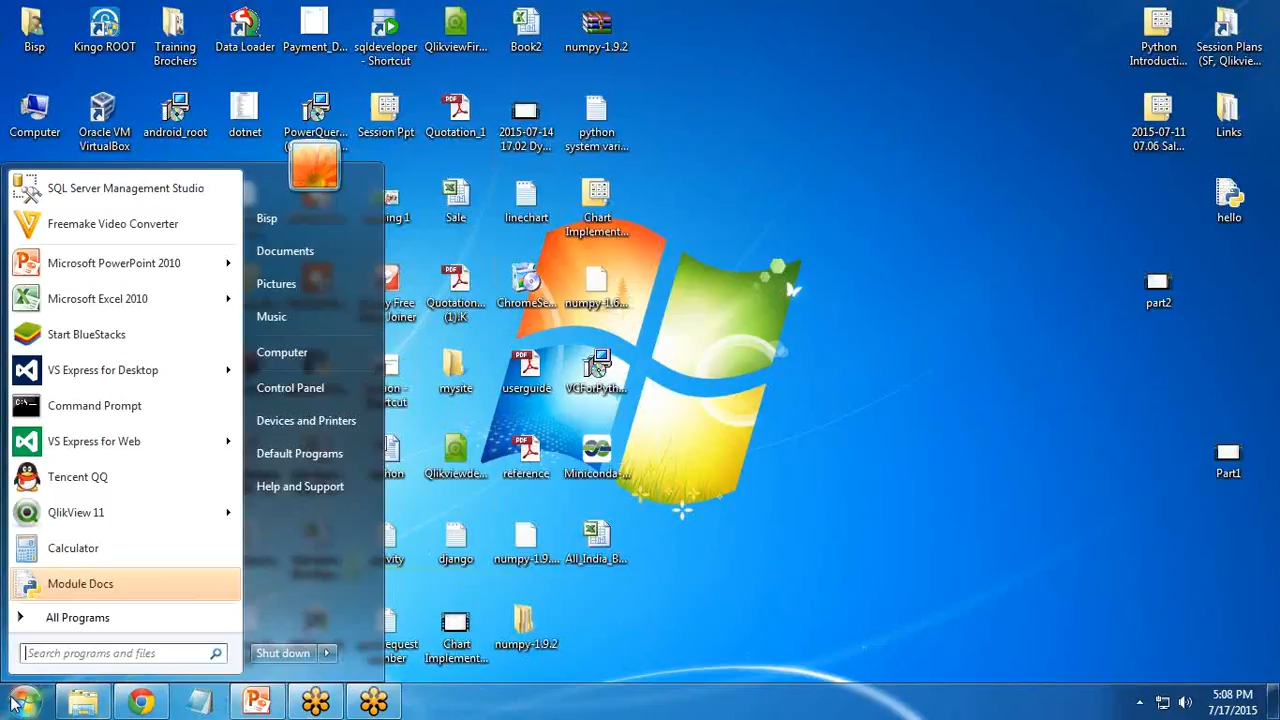 Bisp
Kingo ROOT
Training
Brochers
Data Loader
Payment_D...
sqldeveloper
- Shortcut
QlikviewFir...
Book2
numpy-1.9.2
Python
Introducti...
Session Plans
(SF, Qlikvie...
Computer
Oracle VM
VirtualBox
android_root
dotnet
PowerQuer...
Session Ppt
Quotation_1
2015-07-14
17.02 Dy...
python
system vari...
2015-07-11
07.06 Sal...
Links
SQL Server Management Studio
Freemake Video Converter
Microsoft PowerPoint 2010
Microsoft Excel 2010
Start BlueStacks
VS Express for Desktop
Command Prompt
VS Express for Web
Tencent QQ
QlikView 11
Calculator
Module Docs
All Programs
Search programs and files
Bisp
Documents
Pictures
Music
Computer
Control Panel
Devices and Printers
Default Programs
Help and Support
Shut down
Sale
linechart
Chart
Implement...
hello
Joiner
Quotation...
(1).K
ChromeSe...
numpy-1.6...
part2
mysite
userguide
VCForPyth...
Qlikviewde...
reference
Miniconda-...
Part1
django
numpy-1.9....
All_India_B...
Chart
Implement...
numpy-1.9.2
5:08 PM
7/17/2015